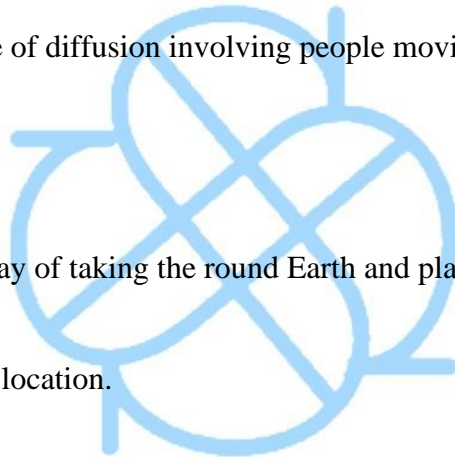 e of diffusion involving people movi
ay of taking the round Earth and pla
location.